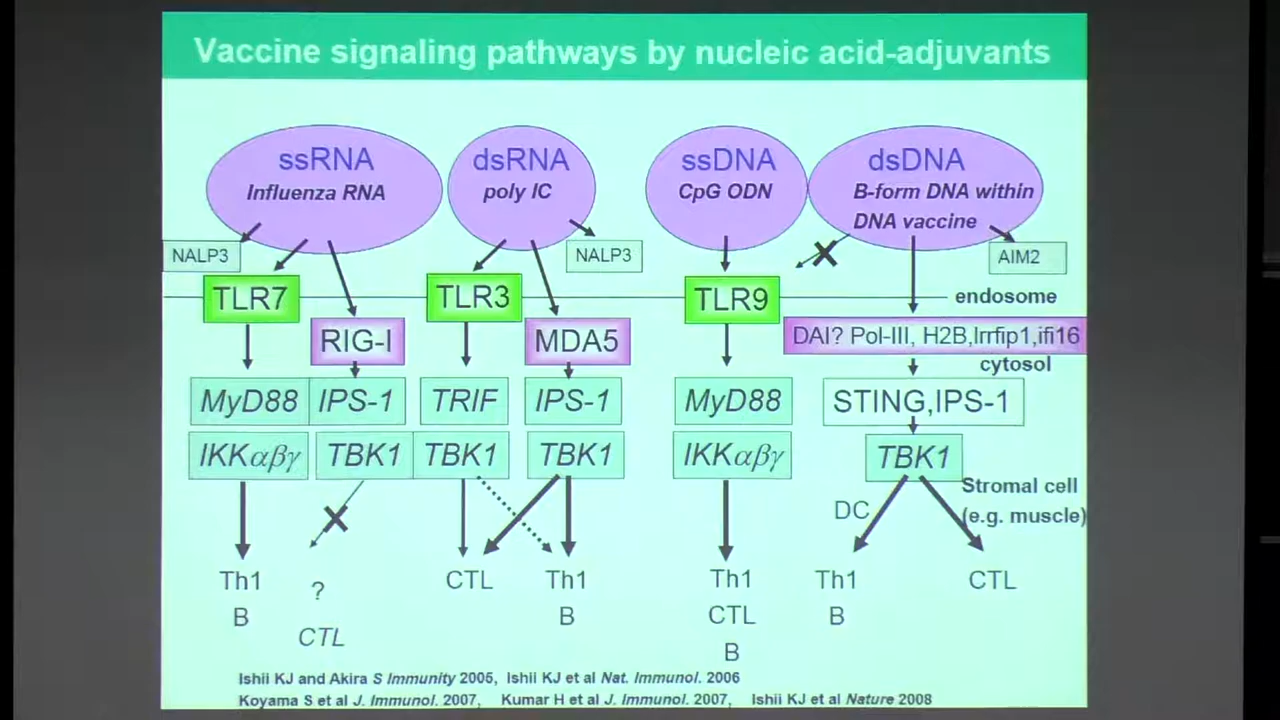 Vaccine signaling pathways by nucleic acid-adjuvants
ssRNA
Influenza RNA
dsRNA
poly IC
ssDNA
CpG ODN
dsDNA
B-form DNA within
DNA vaccine
NALP3
NALP3
AIM2
TLR7
TLR3
TLR9
endosome
RIG-I
MDA5
DAI? Pol-III, H2B,lrrfip1,ifi16
cytosol
MyD88
IPS-1
TRIF
IPS-1
MyD88
STING,IPS-1
IKKαβγ
TBK1
TBK1
TBK1
IKKαβγ
TBK1
DC
Stromal cell
(e.g. muscle)
Th1
B
?
CTL
CTL
Th1
B
Th1
CTL
B
Th1
B
CTL
Ishii KJ and Akira S Immunity 2005, Ishii KJ et al Nat. Immunol. 2006
Koyama S et al J. Immunol. 2007, Kumar H et al J. Immunol. 2007, Ishii KJ et al Nature 2008